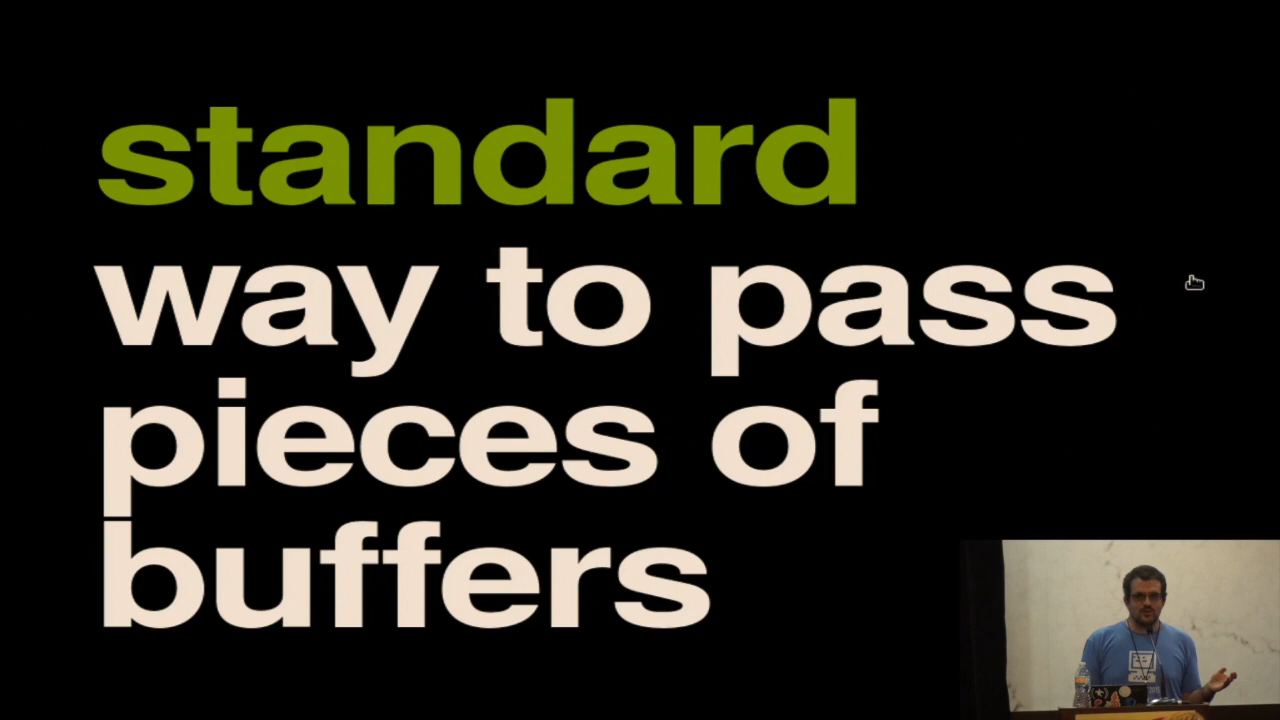 standard
way to pass
pieces of
buffers